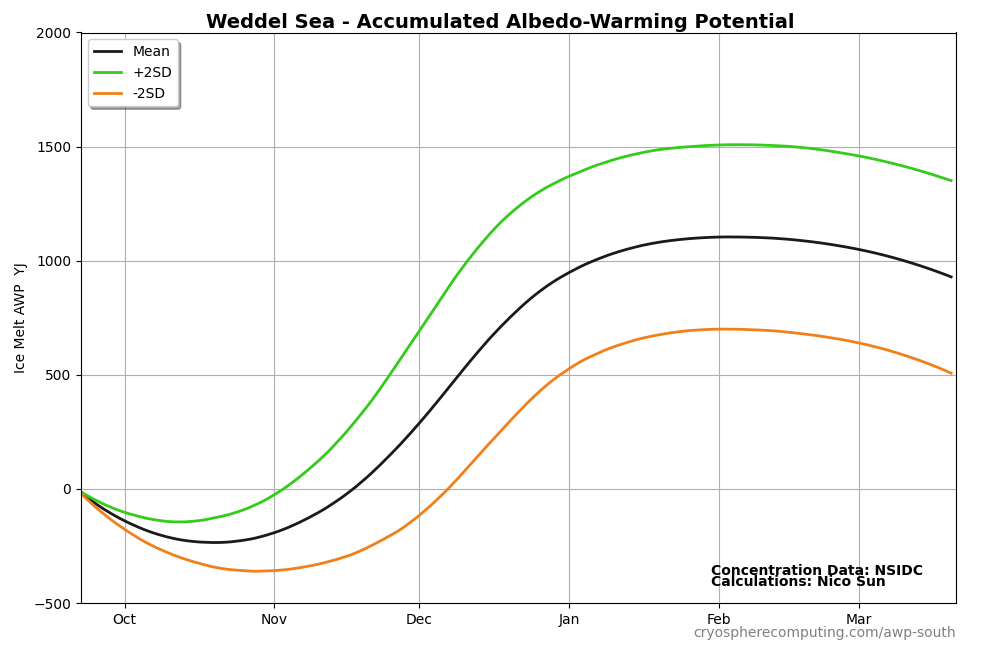 Weddel Sea - Accumulated Albedo-Warming Potential
2000
1500
1000
500
0
−500
Ice Melt AWP  YJ
Mean
+2SD
-2SD
Concentration Data: NSIDC
Calculations: Nico Sun
Oct Nov Dec Jan Feb Mar
cryospherecomputing.com/awp-south